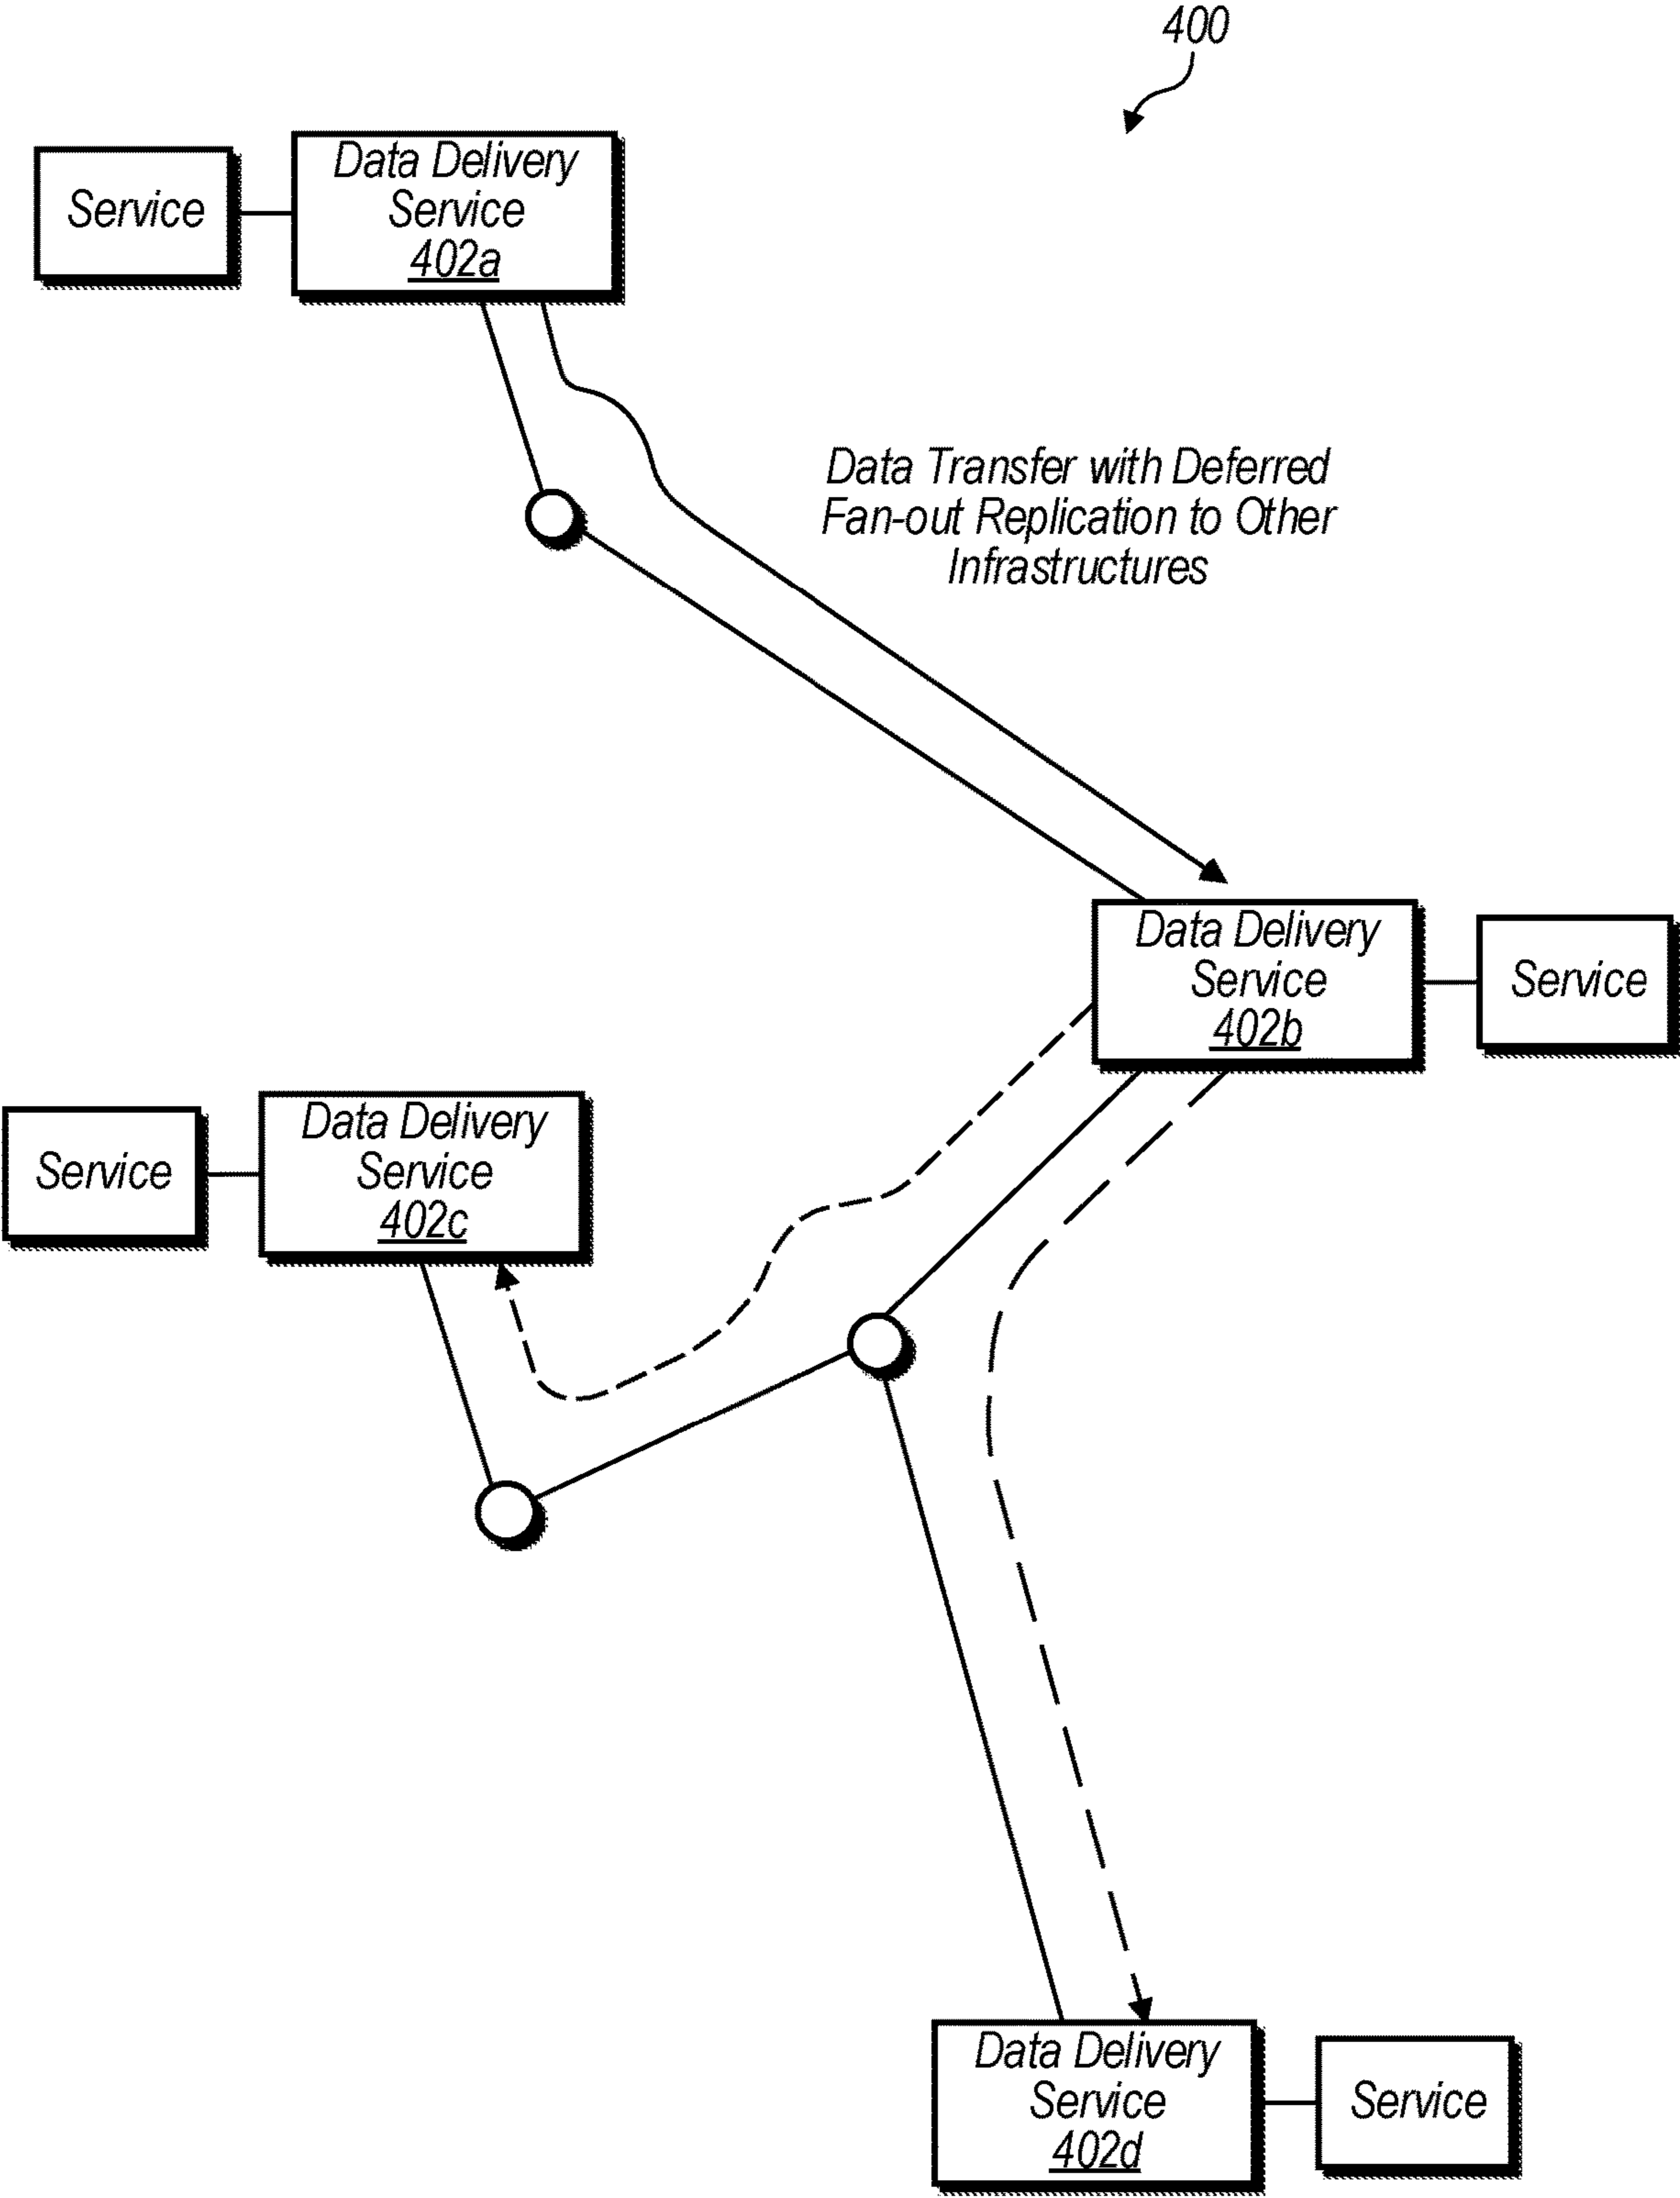 400
Service
Data Delivery
Service
402a
Data Transfer with Deferred
Fan-out Replication to Other
Infrastructures
Data Delivery
Service
402b
Service
Service
Data Delivery
Service
402c
Data Delivery
Service
402d
Service